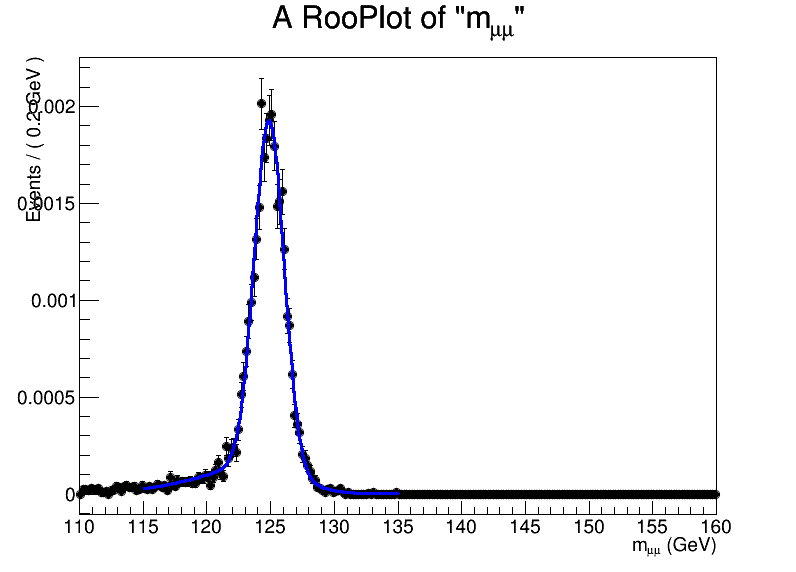 A RooPlot of "mμμ"
Events / ( 0.2 GeV )
0.002
0.0015
0.001
0.0005
0
110 115 120 125 130 135 140 145 150 155 160
mμμ (GeV)